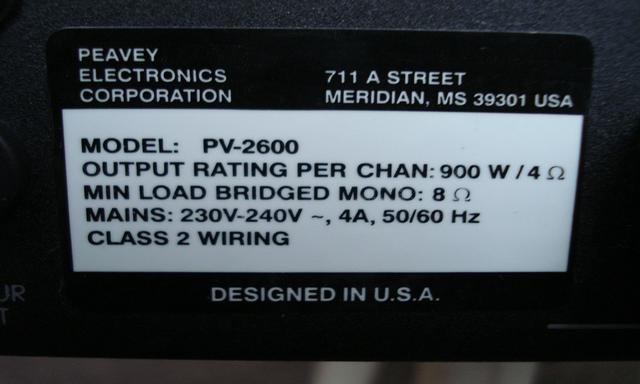 PEAVEY
ELECTRONICS
CORPORATION
711 A STREET
MERIDIAN, MS 39301 USA
MODEL: PV-2600
OUTPUT RATING PER CHAN: 900 W / 4 Ω
MIN LOAD BRIDGED MONO: 8 Ω
MAINS: 230V-240V ~, 4A, 50/60 Hz
CLASS 2 WIRING
DESIGNED IN U.S.A.